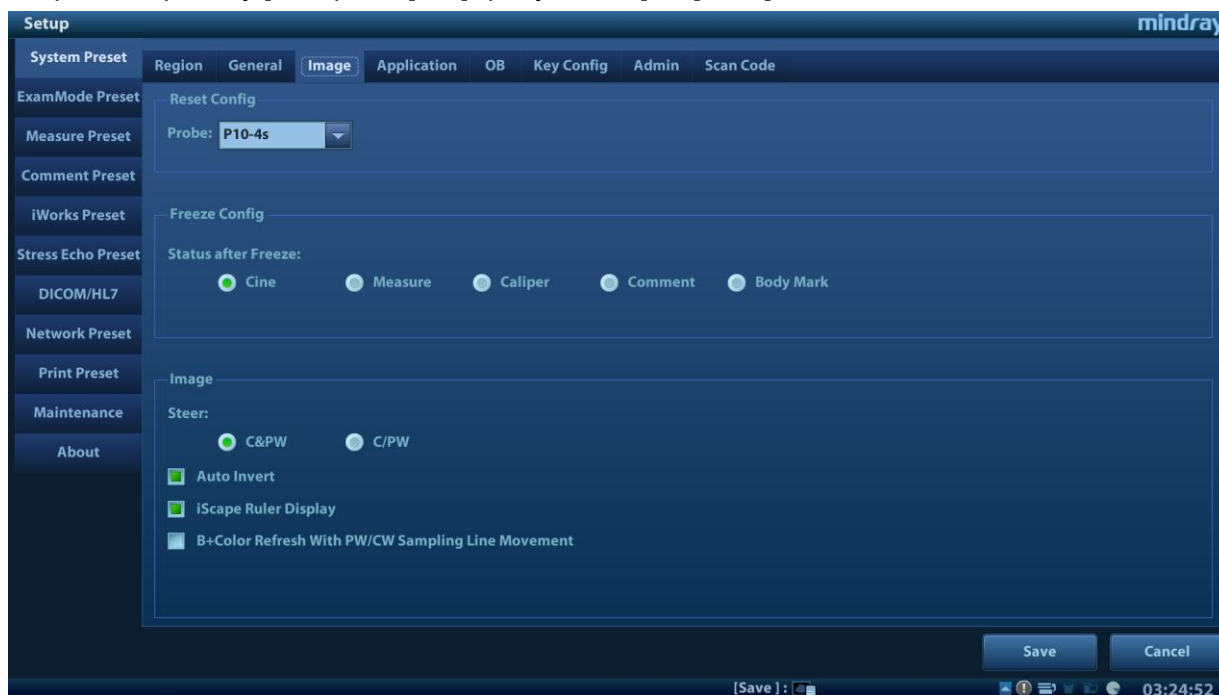 Setup
mindray
System Preset
Region General Image Application OB Key Config Admin Scan Code
ExamMode Preset
Measure Preset
Comment Preset
iWorks Preset
Stress Echo Preset
DICOM/HL7
Network Preset
Print Preset
Maintenance
About
Reset Config
Probe: P10-4s
Freeze Config
Status after Freeze:
Cine Measure Caliper Comment Body Mark
Image
Steer:
C&PW C/PW
Auto Invert
iScape Ruler Display
B+Color Refresh With PW/CW Sampling Line Movement
Save Cancel
[Save ] :
03:24:52